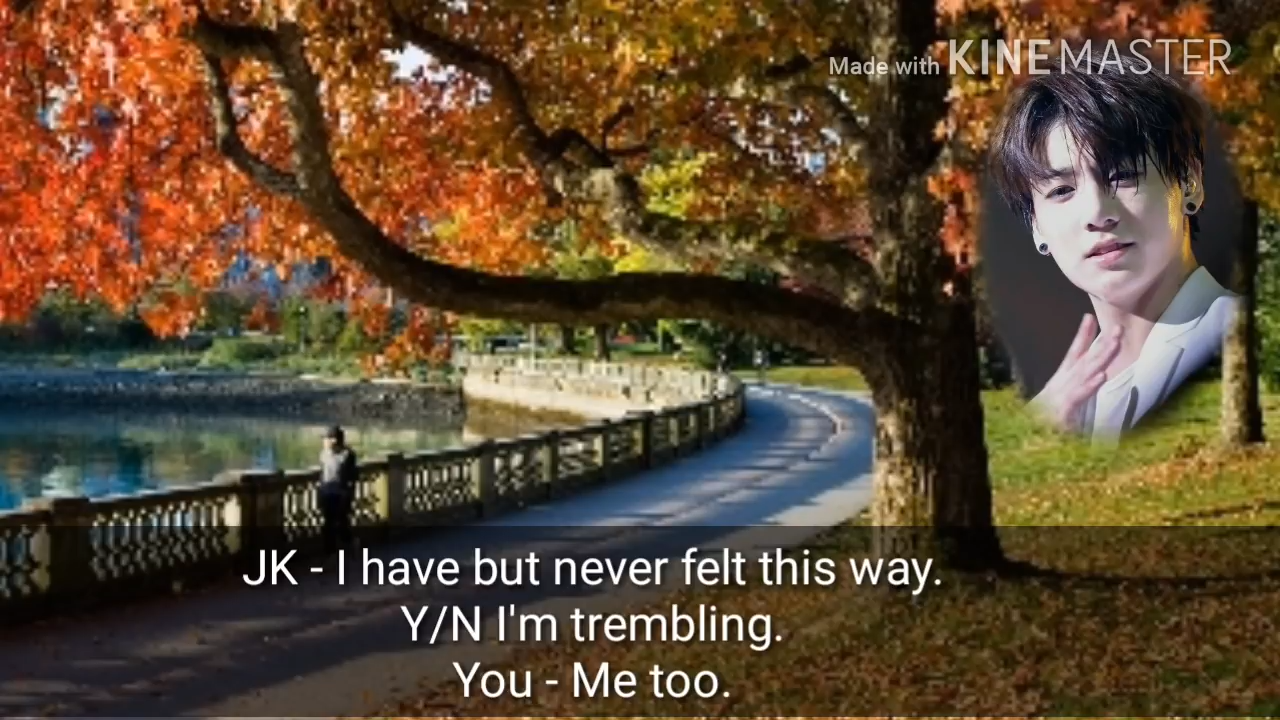 Made with KINEMASTER
JK - I have but never felt this way.
Y/N I'm trembling.
You - Me too.